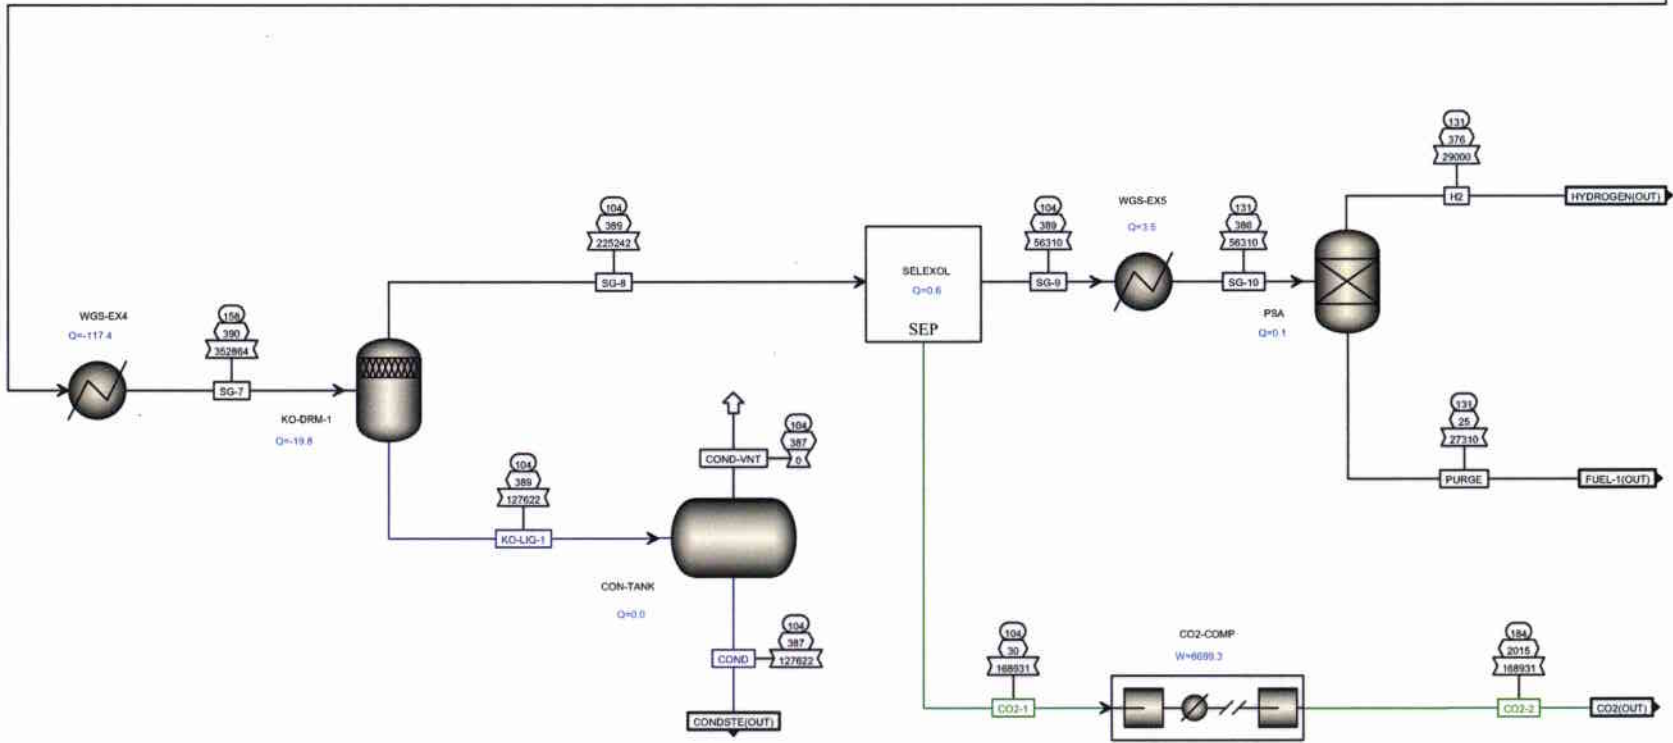 WGS-EX4
Q=-117.4
158
390
352864
SG-7
KO-DRM-1
Q=-19.8
104
389
225242
SG-8
104
389
127622
KO-LIG-1
COND-VNT
104
387
0
CON-TANK
Q=0.0
COND
104
387
127622
CONDSTE(OUT)
SELEXOL
Q=0.6
SEP
104
389
56310
SG-9
WGS-EX5
Q=3.5
131
386
56310
SG-10
PSA
Q=0.1
131
376
29000
H2
HYDROGEN(OUT)
131
25
27310
PURGE
FUEL-1(OUT)
104
30
168931
CO2-1
CO2-COMP
W=6699.3
184
2015
168931
CO2-2
CO2(OUT)